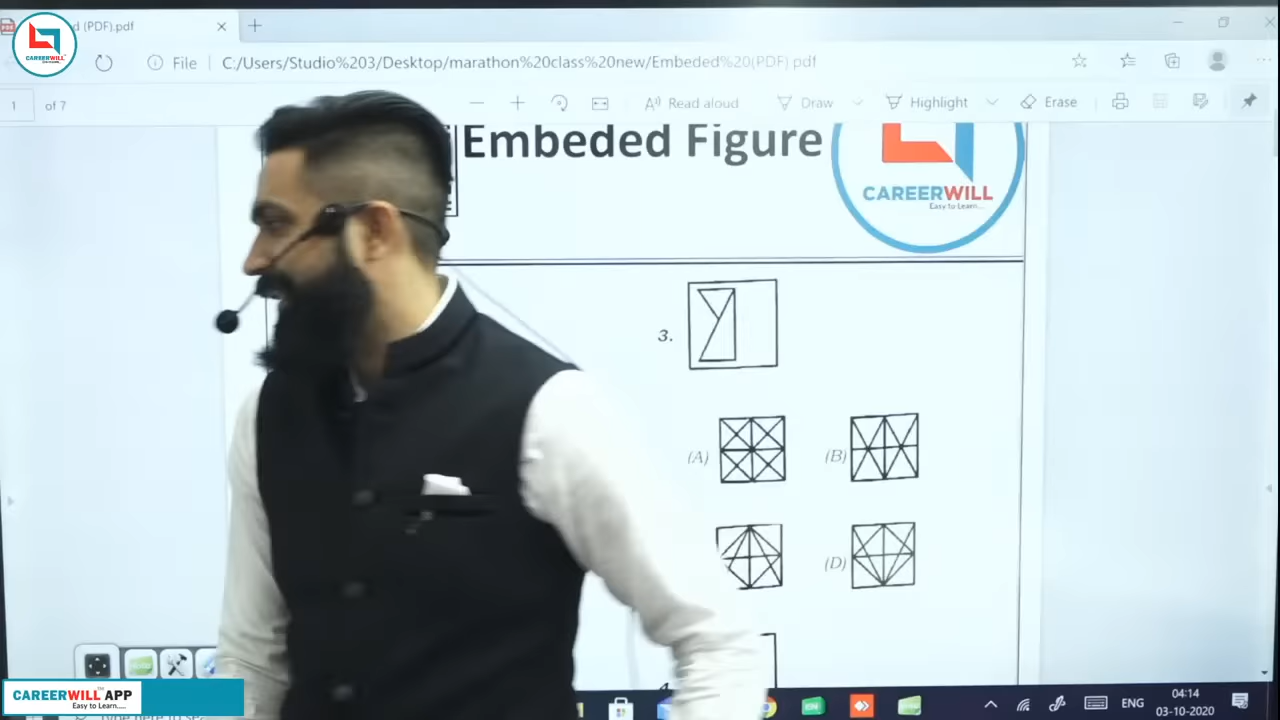 d (PDF).pdf
CAREERWILL
File
C:/Users/Studio%203/Desktop/marathon%20class%20new/Embeded%20(PDF) pdf
1 of 7
Read aloud
Draw
Highlight
Erase
Embeded Figure
CAREERWILL
Easy to Learn....
3.
(A)
(B)
(D)
4
CAREERWILL APP
Easy to Learn.....
ENG
04:14
03-10-2020